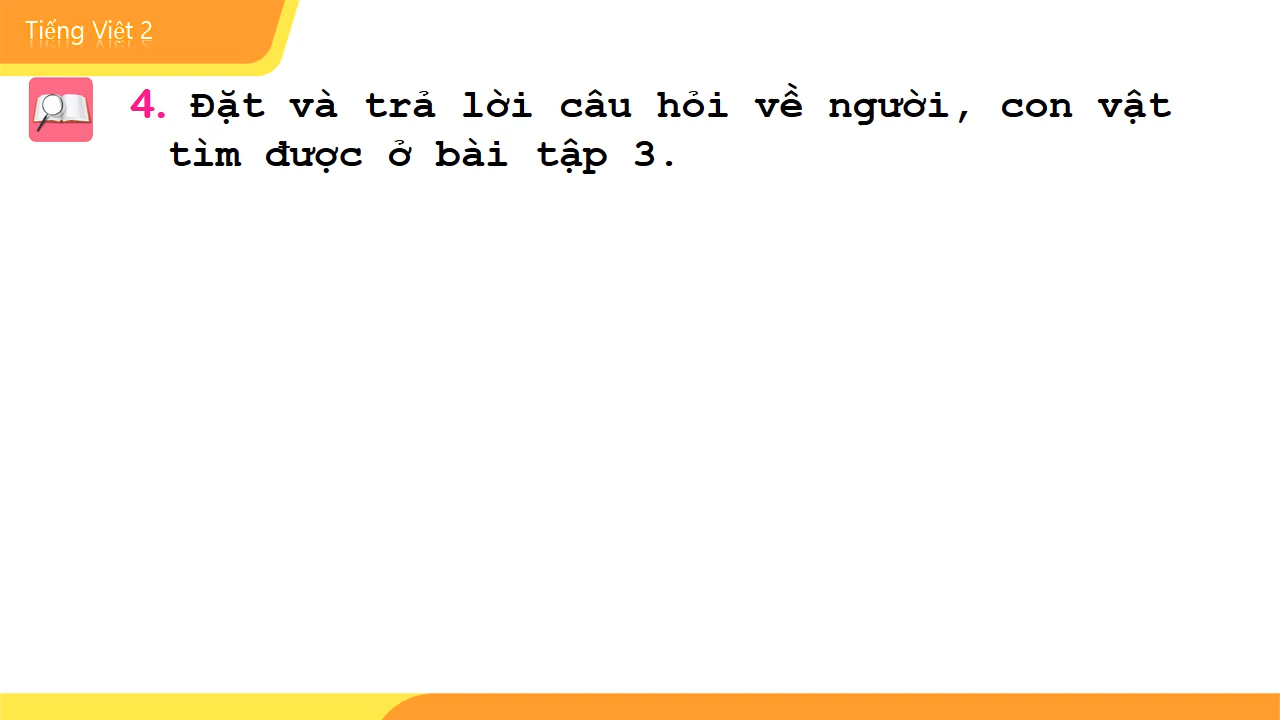 Tiếng Việt 2
4. Đặt và trả lời câu hỏi về người, con vật
tìm được ở bài tập 3.